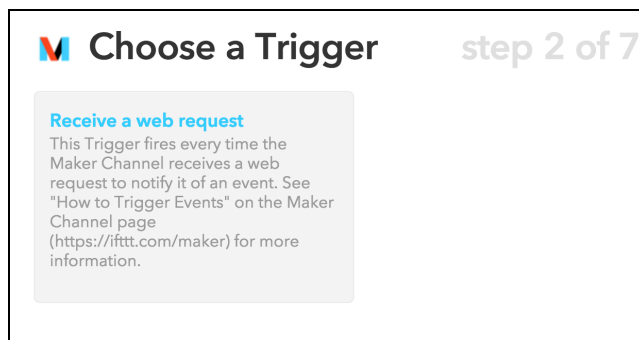 Choose a Trigger step 2 of 7
Receive a web request
This Trigger fires every time the
Maker Channel receives a web
request to notify it of an event. See
"How to Trigger Events" on the Maker
Channel page
(https://ifttt.com/maker) for more
information.